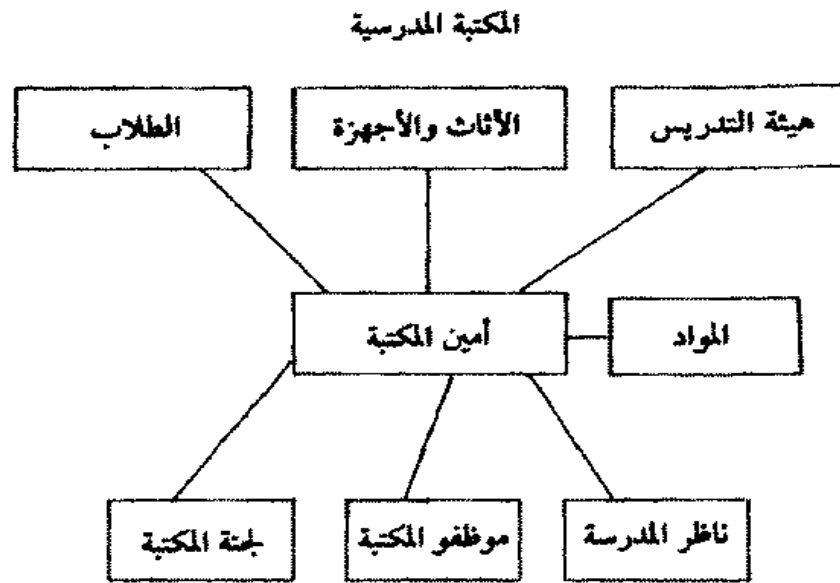 المكتبة المدرسية
هيئة التدريس
الأثاث والأجهزة
الطلاب
المواد
أمين المكتبة
ناظر المدرسة
موظفو المكتبة
لجنة المكتبة